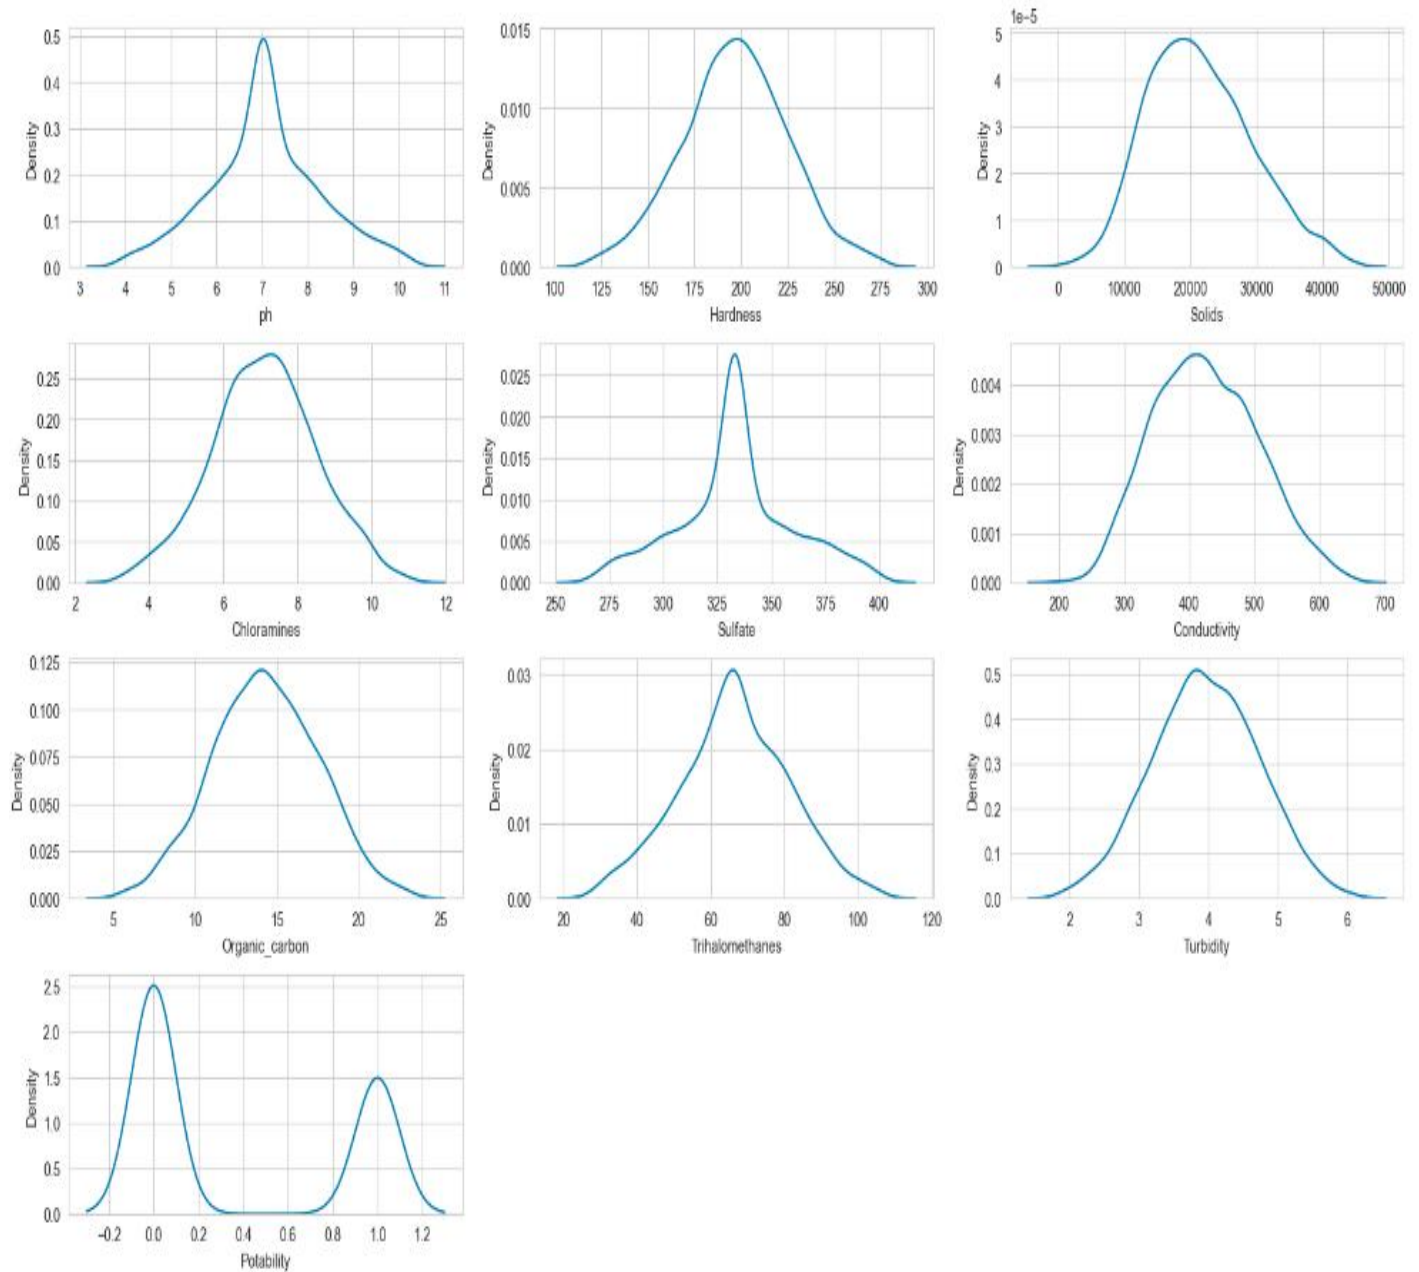 Density
0.5
0.4
0.3
0.2
0.1
0.0
3 4 5 6 7 8 9 10 11
ph
Density
0.015
0.010
0.005
0.000
100 125 150 175 200 225 250 275 300
Hardness
1e−5
Density
5
4
3
2
1
0
0 10000 20000 30000 40000 50000
Solids
Density
0.25
0.20
0.15
0.10
0.05
0.00
2 4 6 8 10 12
Chloramines
Density
0.025
0.020
0.015
0.010
0.005
0.000
250 275 300 325 350 375 400
Sulfate
Density
0.004
0.003
0.002
0.001
0.000
200 300 400 500 600 700
Conductivity
Density
0.125
0.100
0.075
0.050
0.025
0.000
5 10 15 20 25
Organic_carbon
Density
0.03
0.02
0.01
0.00
20 40 60 80 100 120
Trihalomethanes
Density
0.5
0.4
0.3
0.2
0.1
0.0
2 3 4 5 6
Turbidity
Density
2.5
2.0
1.5
1.0
0.5
0.0
−0.2 0.0 0.2 0.4 0.6 0.8 1.0 1.2
Potability